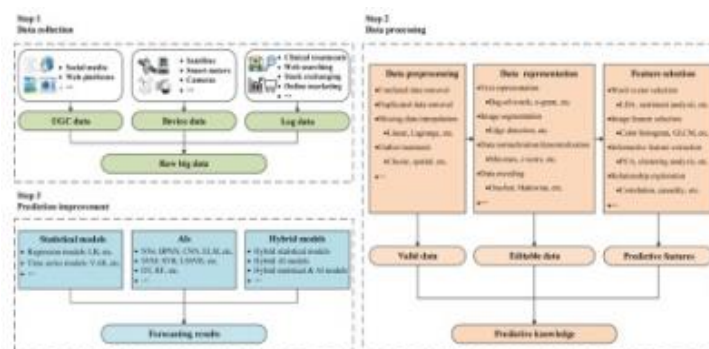 Step 1
Data collection
Social media
Web platforms
...
Satellites
Smart meters
Cameras
...
Clinical treatments
Web searching
Stock exchanging
Online marketing
...
UGC data
Device data
Log data
Raw big data
Step 2
Data processing
Data preprocessing
Unrelated data removal
Duplicated data removal
Missing data interpolation
Linear, Lagrange, etc.
Outlier treatment
Cluster, spatial, etc.
...
Data representation
Text representation
Bag-of-words, n-gram, etc.
Image segmentation
Edge detection, etc.
Data normalization/standardization
Min-max, z-score, etc.
Data encoding
...
Feature selection
Word vector selection
LDA, sentiment analysis, etc.
Image feature selection
Color histogram, GLCM, etc.
Informative feature extraction
PCA, clustering analysis, etc.
Relationship exploration
Correlation, causality, etc.
...
Valid data
Editable data
Predictive features
Predictive knowledge
Step 3
Prediction improvement
Statistical models
Regression models: LR, etc.
Time series models: VAR, etc.
...
AIs
NNs, BPNN, CNN, ELM, etc.
SVM: SVR, LSSVR, etc.
DT, RF, etc.
...
Hybrid models
Hybrid statistical models
Hybrid AI models
Hybrid statistical & AI models
...
Forecasting results